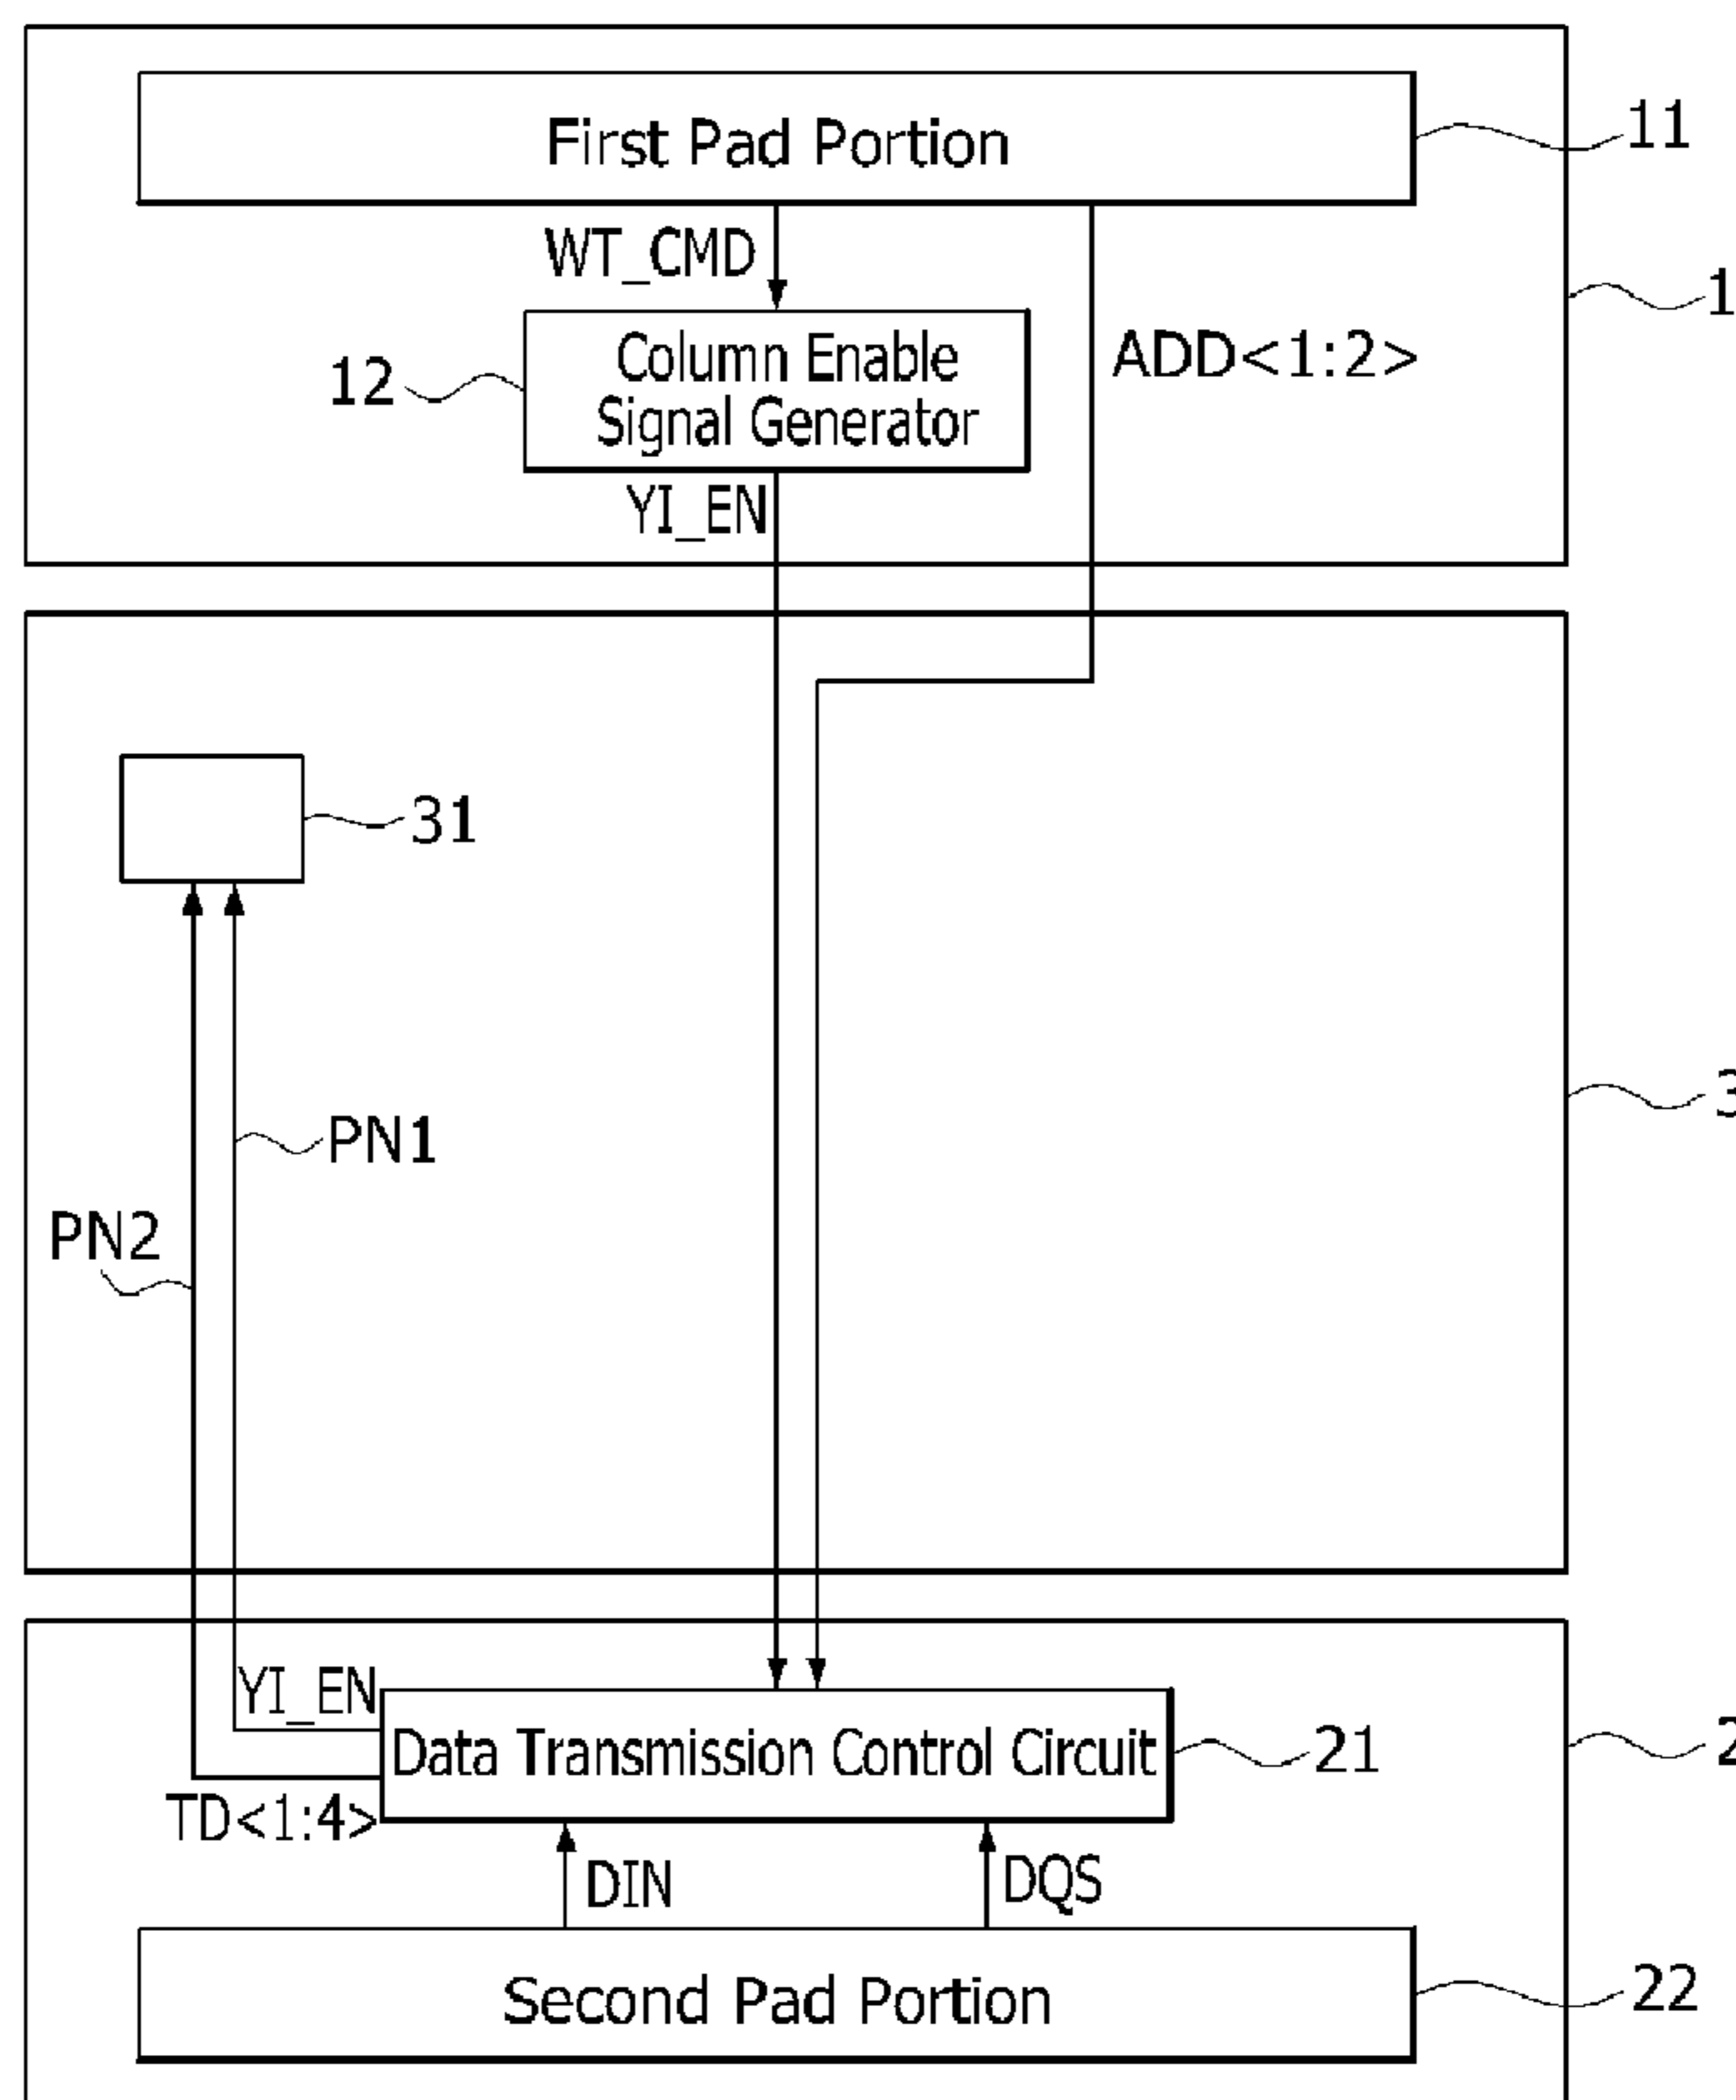 First Pad Portion
11
WT_CMD
1
ADD<1:2>
12
Column Enable
Signal Generator
YI_EN
31
3
PN1
PN2
YI_EN
Data Transmission Control Circuit
21
2
TD<1:4>
DIN
DQS
Second Pad Portion
22